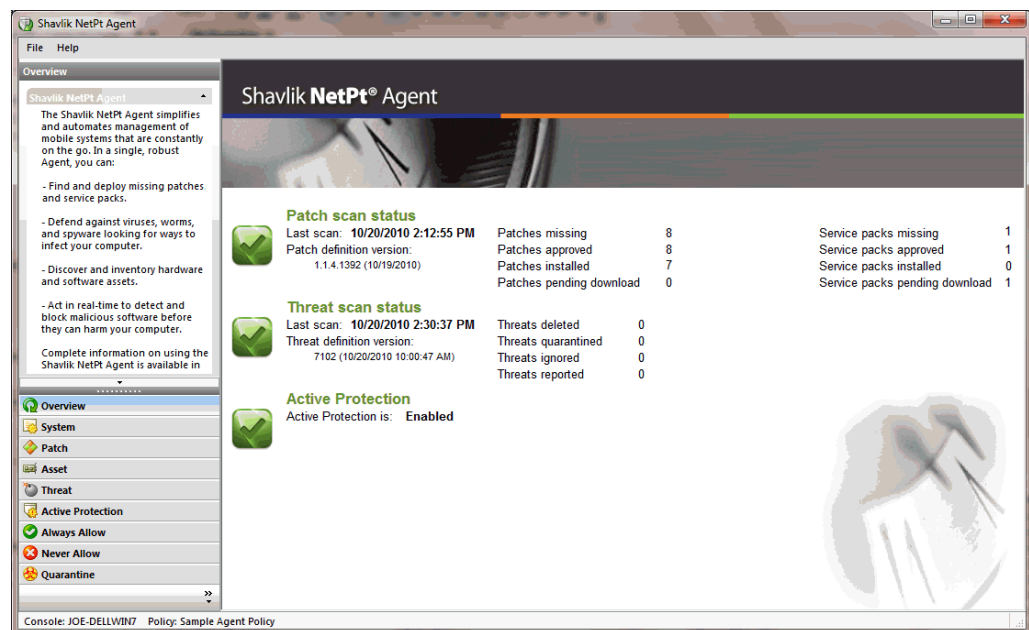 Shavlik NetPt Agent
File Help
Overview
Shavlik NetPt Agent
The Shavlik NetPt Agent simplifies
and automates management of
mobile systems that are constantly
on the go. In a single, robust
Agent, you can:
- Find and deploy missing patches
and service packs.
- Defend against viruses, worms,
and spyware looking for ways to
infect your computer.
- Discover and inventory hardware
and software assets.
- Act in real-time to detect and
block malicious software before
they can harm your computer.
Complete information on using the
Shavlik NetPt Agent is available in
Overview
System
Patch
Asset
Threat
Active Protection
Always Allow
Never Allow
Quarantine
»
Shavlik NetPt® Agent
Patch scan status
Last scan: 10/20/2010 2:12:55 PM
Patch definition version:
1.1.4.1392 (10/19/2010)
Patches missing 8
Patches approved 8
Patches installed 7
Patches pending download 0
Service packs missing 1
Service packs approved 1
Service packs installed 0
Service packs pending download 1
Threat scan status
Last scan: 10/20/2010 2:30:37 PM
Threat definition version:
7102 (10/20/2010 10:00:47 AM)
Threats deleted 0
Threats quarantined 0
Threats ignored 0
Threats reported 0
Active Protection
Active Protection is: Enabled
Console: JOE-DELLWIN7 Policy: Sample Agent Policy